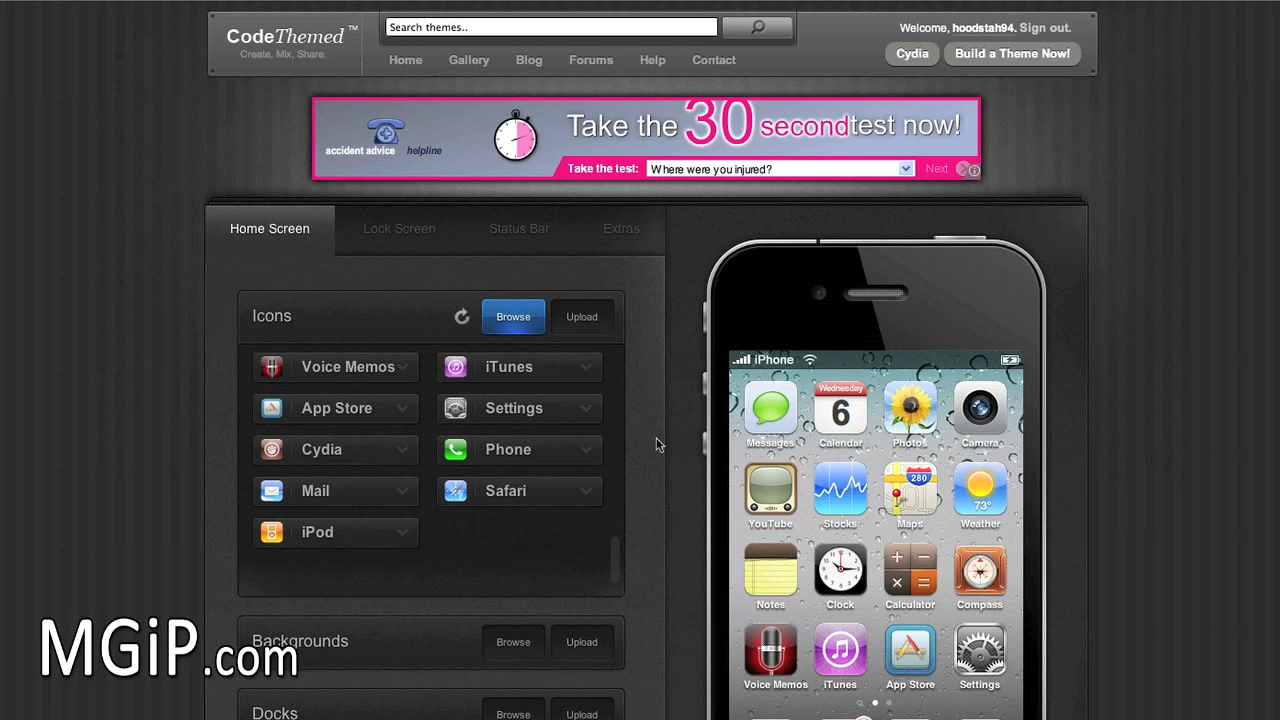 CodeThemed™
Create, Mix, Share.
Search themes..
Home Gallery Blog Forums Help Contact
Welcome, hoodstah94. Sign out.
Cydia Build a Theme Now!
accident advice helpline
Take the 30 second test now!
Take the test: Where were you injured? Next
Home Screen Lock Screen Status Bar Extras
Icons Browse Upload
Voice Memos iTunes
App Store Settings
Cydia Phone
Mail Safari
iPod
Backgrounds Browse Upload
Docks Browse Upload
iPhone
Wednesday
6
Messages Calendar Photos Camera
280
73°
YouTube Stocks Maps Weather
Notes Clock Calculator Compass
Voice Memos iTunes App Store Settings
MGiP.com